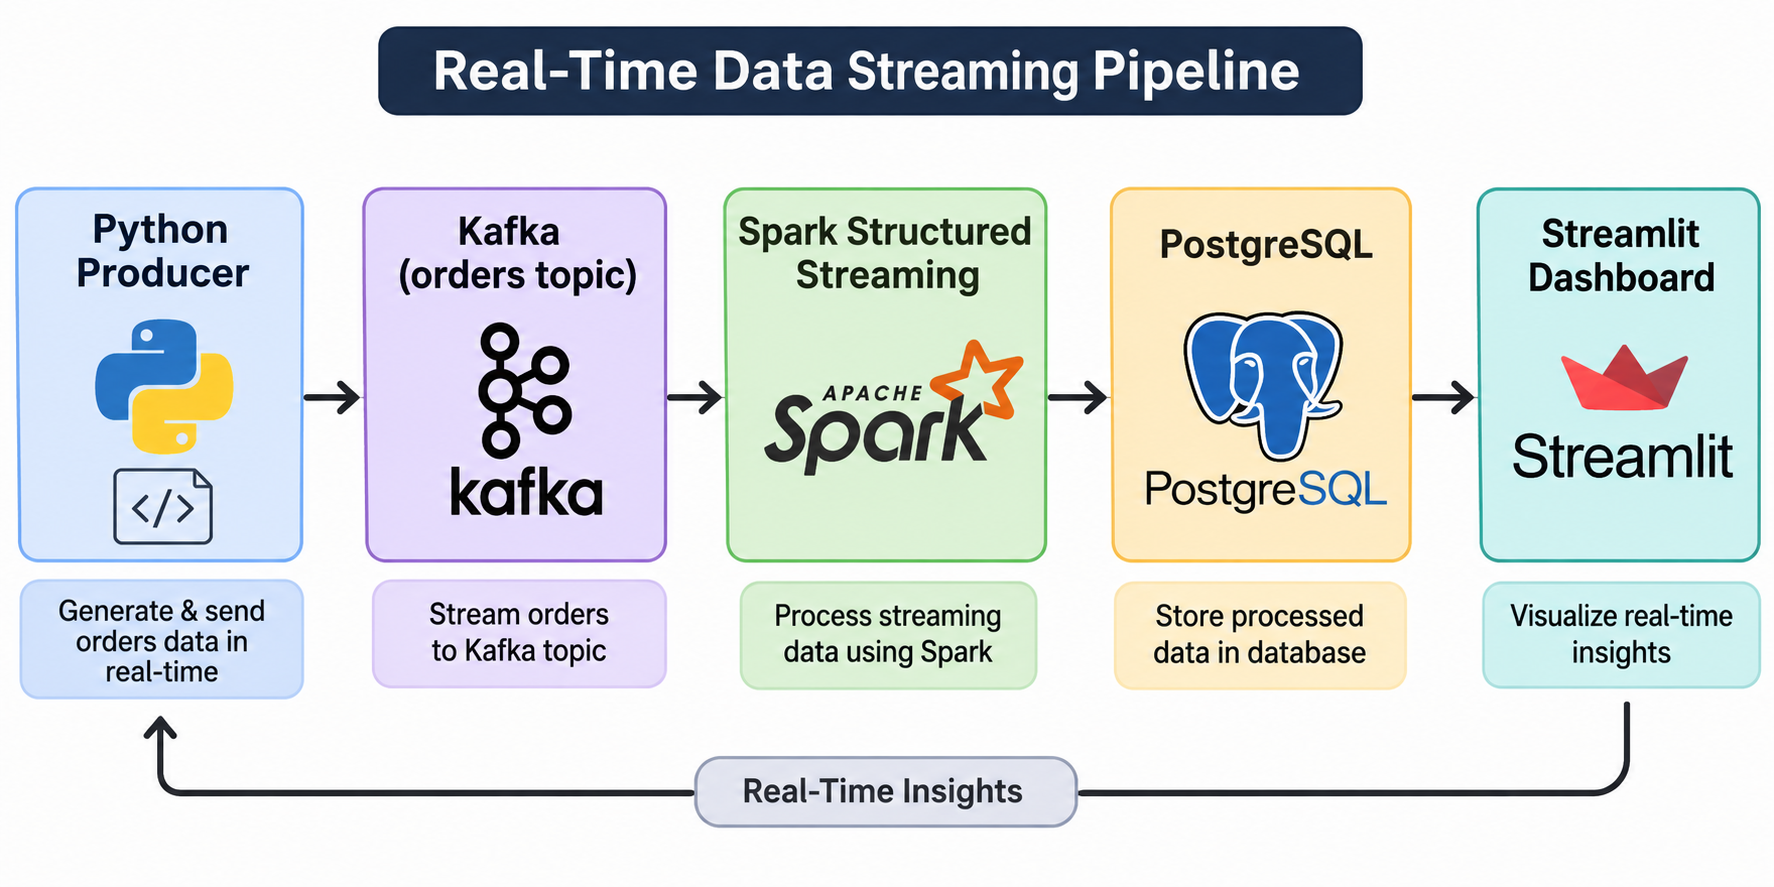 Real-Time Data Streaming Pipeline
Python
Producer
</>
Generate & send
orders data in
real-time
Kafka
(orders topic)
kafka
Stream orders
to Kafka topic
Spark Structured
Streaming
APACHE
Spark
Process streaming
data using Spark
PostgreSQL
PostgreSQL
Store processed
data in database
Streamlit
Dashboard
Streamlit
Visualize real-time
insights
Real-Time Insights